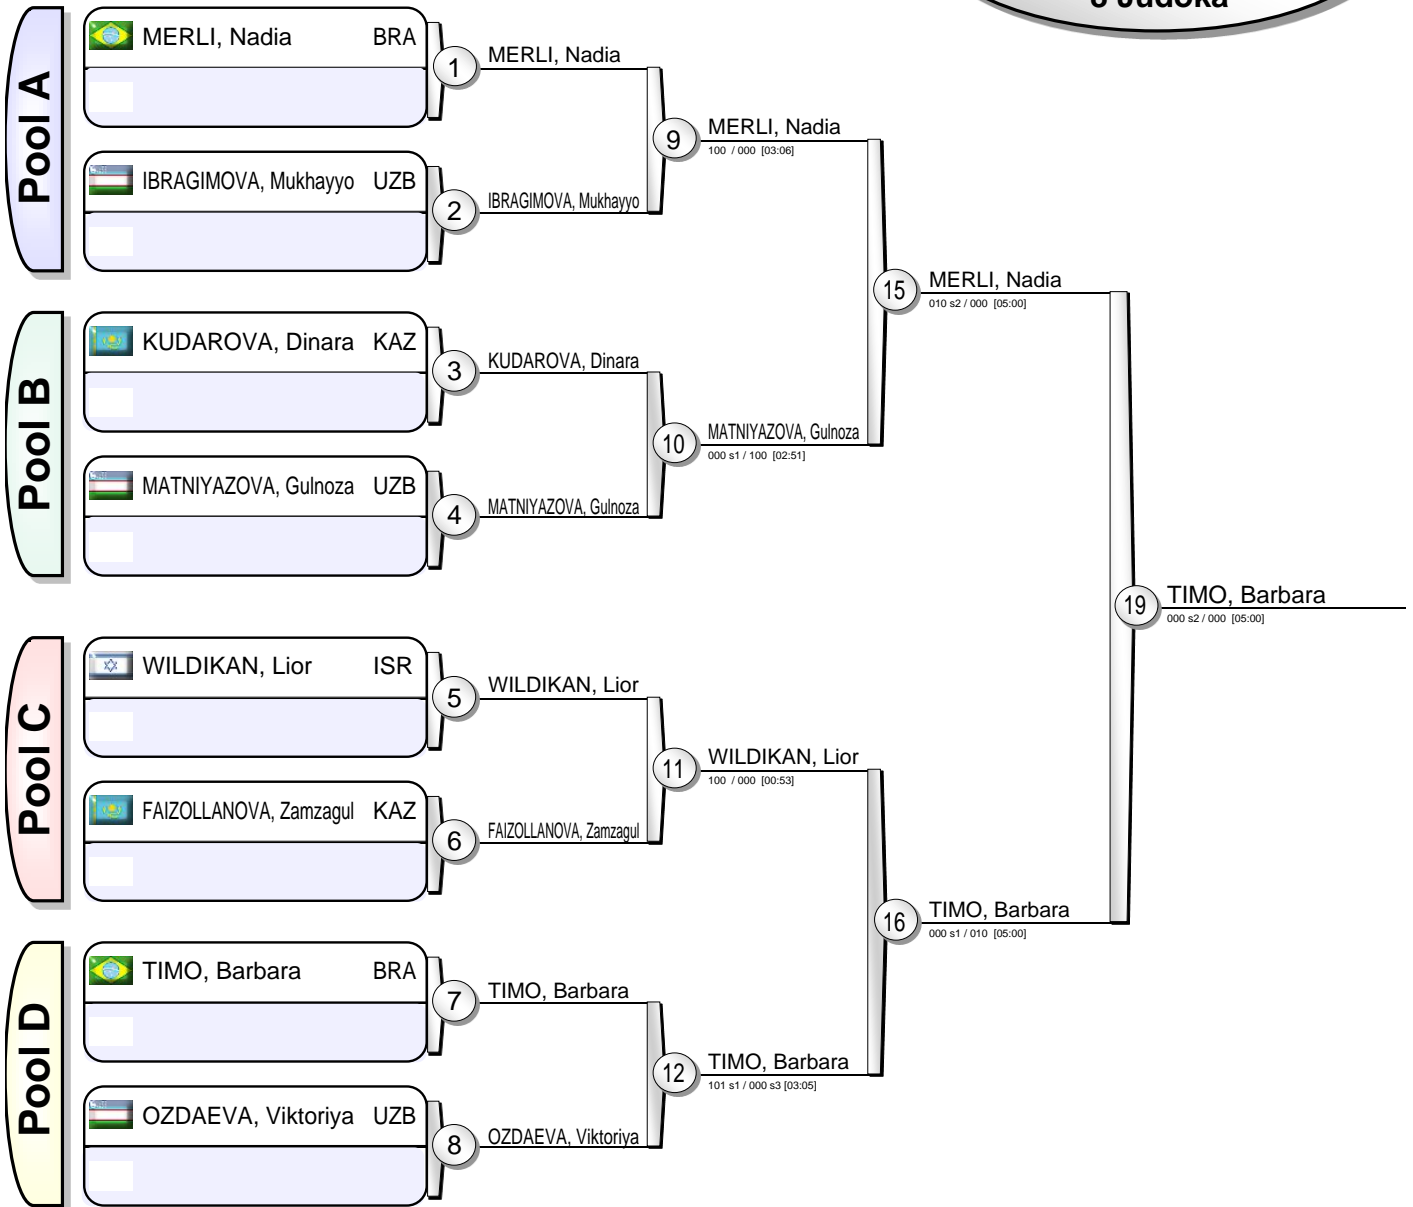 8 Judoka
Pool A
MERLI, Nadia BRA
1
MERLI, Nadia
IBRAGIMOVA, Mukhayyo UZB
2
IBRAGIMOVA, Mukhayyo
9
MERLI, Nadia
100 / 000 [03:06]
Pool B
KUDAROVA, Dinara KAZ
3
KUDAROVA, Dinara
MATNIYAZOVA, Gulnoza UZB
4
MATNIYAZOVA, Gulnoza
10
MATNIYAZOVA, Gulnoza
000 s1 / 100 [02:51]
15
MERLI, Nadia
010 s2 / 000 [05:00]
Pool C
WILDIKAN, Lior ISR
5
WILDIKAN, Lior
FAIZOLLANOVA, Zamzagul KAZ
6
FAIZOLLANOVA, Zamzagul
11
WILDIKAN, Lior
100 / 000 [00:53]
Pool D
TIMO, Barbara BRA
7
TIMO, Barbara
OZDAEVA, Viktoriya UZB
8
OZDAEVA, Viktoriya
12
TIMO, Barbara
101 s1 / 000 s3 [03:05]
16
TIMO, Barbara
000 s1 / 010 [05:00]
19
TIMO, Barbara
000 s2 / 000 [05:00]